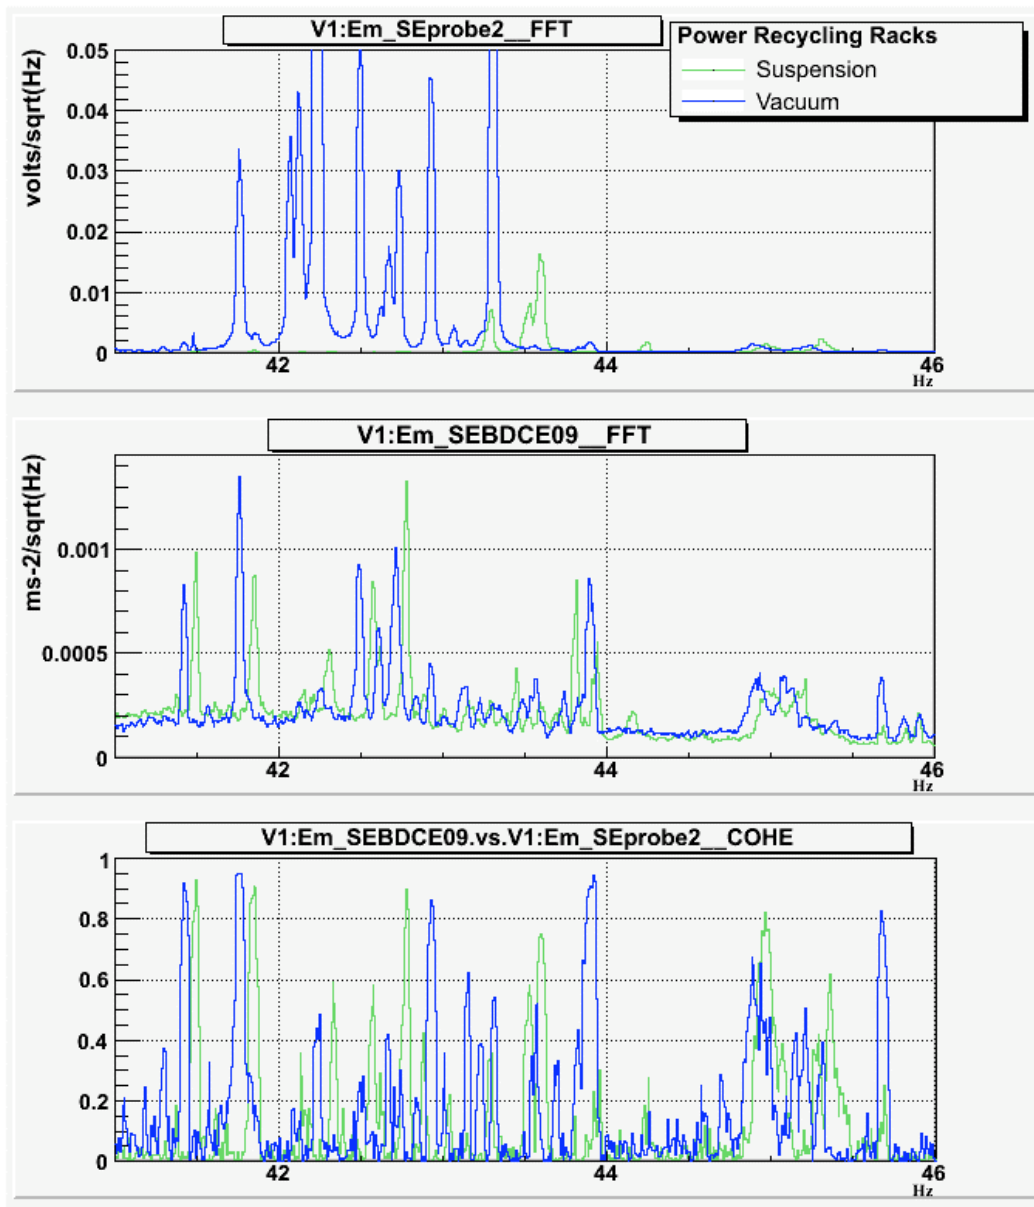 V1:Em_SEprobe2__FFT
Power Recycling Racks
Suspension
Vacuum
volts/sqrt(Hz)
0.05
0.04
0.03
0.02
0.01
0
42
44
46
Hz
V1:Em_SEBDCE09__FFT
ms-2/sqrt(Hz)
0.001
0.0005
0
42
44
46
Hz
V1:Em_SEBDCE09.vs.V1:Em_SEprobe2__COHE
1
0.8
0.6
0.4
0.2
0
42
44
46
Hz